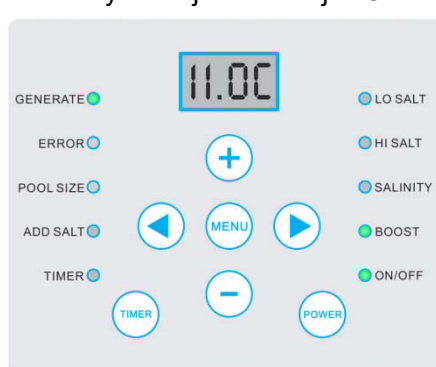 11.0C
GENERATE
ERROR
POOL SIZE
ADD SALT
TIMER
LO SALT
HI SALT
SALINITY
BOOST
ON/OFF
+
MENU
−
TIMER
POWER